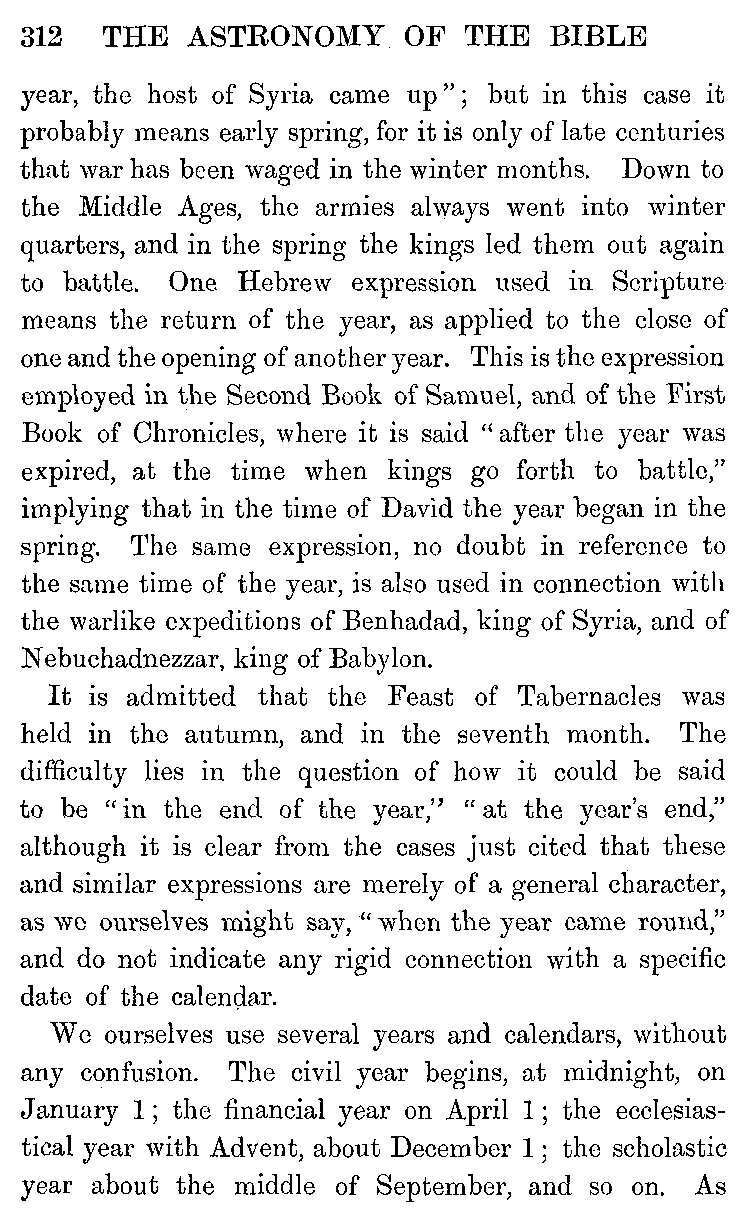 312 THE ASTRONOMY OF THE BIBLE
year, the host of Syria came up”; but in this case it
probably means early spring, for it is only of late centuries
that war has been waged in the winter months. Down to
the Middle Ages, the armies always went into winter
quarters, and in the spring the kings led them out again
to battle. One Hebrew expression used in Scripture
means the return of the year, as applied to the close of
one and the opening of another year. This is the expression
employed in the Second Book of Samuel, and of the First
Book of Chronicles, where it is said “after the year was
expired, at the time when kings go forth to battle,”
implying that in the time of David the year began in the
spring. The same expression, no doubt in reference to
the same time of the year, is also used in connection with
the warlike expeditions of Benhadad, king of Syria, and of
Nebuchadnezzar, king of Babylon.
It is admitted that the Feast of Tabernacles was
held in the autumn, and in the seventh month. The
difficulty lies in the question of how it could be said
to be “in the end of the year,” “at the year’s end,”
although it is clear from the cases just cited that these
and similar expressions are merely of a general character,
as we ourselves might say, “when the year came round,”
and do not indicate any rigid connection with a specific
date of the calendar.
We ourselves use several years and calendars, without
any confusion. The civil year begins, at midnight, on
January 1; the financial year on April 1; the ecclesias-
tical year with Advent, about December 1; the scholastic
year about the middle of September, and so on. As